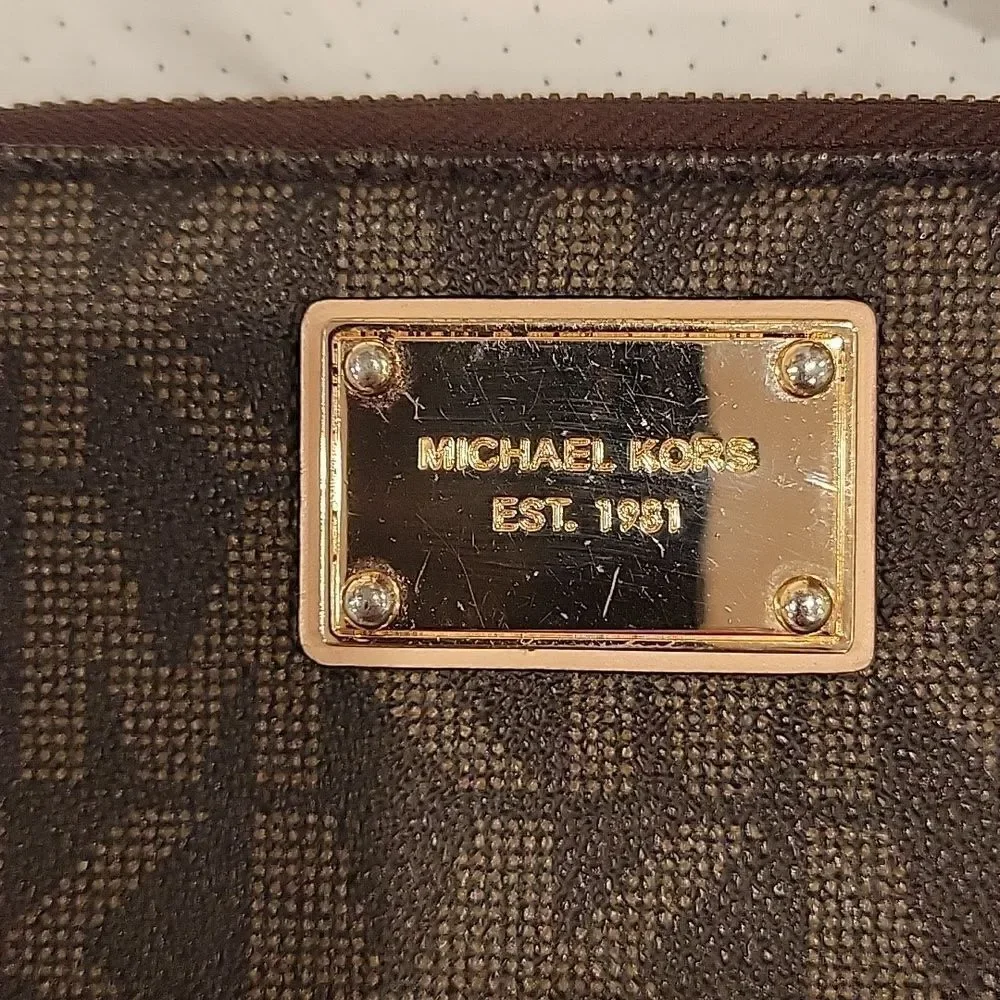 MICHAEL KORS
EST. 1981